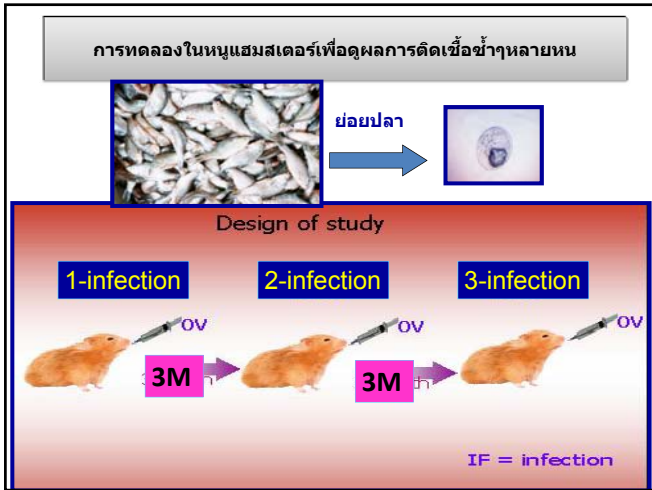 การทดลองในหนูแฮมสเตอร์เพื่อดูผลการติดเชื้อซ้ำๆหลายหน
ย่อยปลา
Design of study
1-infection 2-infection 3-infection
OV OV OV
3M 3M
IF = infection